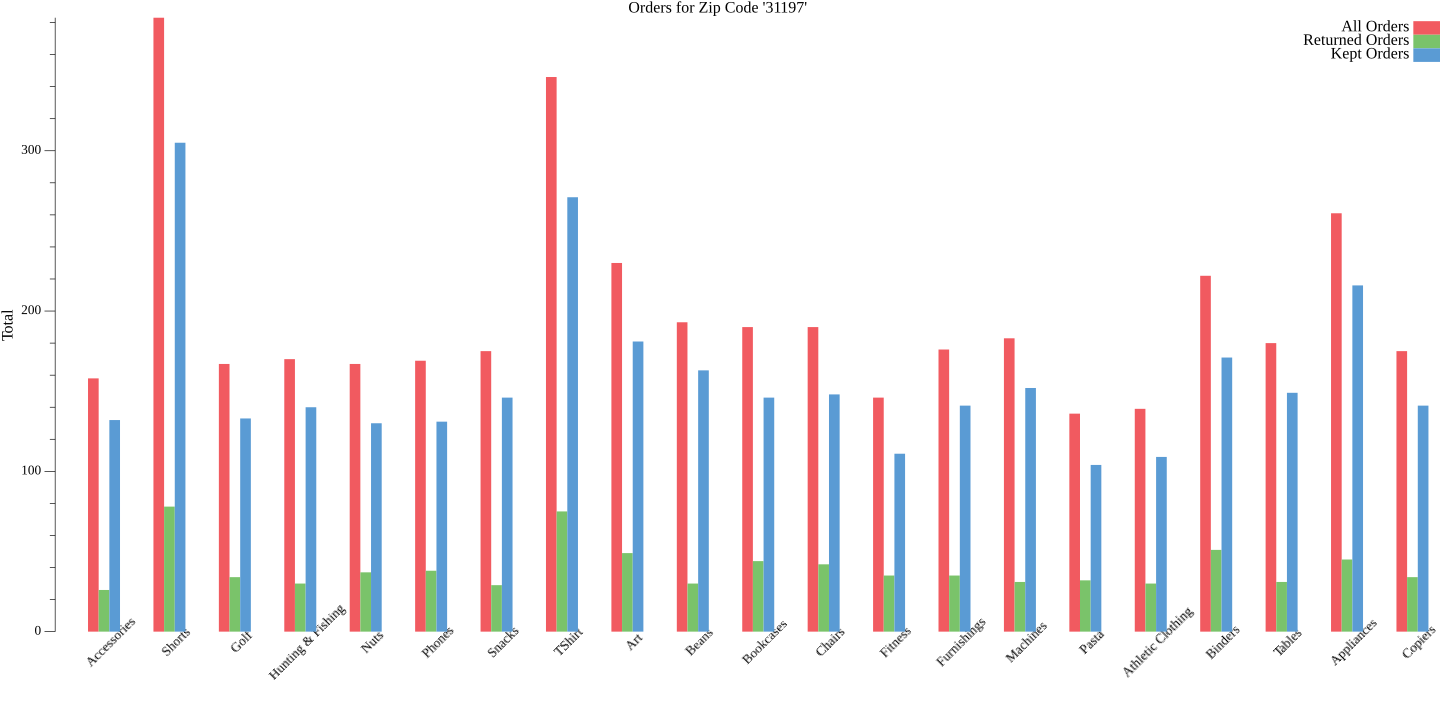 Orders for Zip Code '31197'
All Orders
Returned Orders
Kept Orders
Total
300
200
100
0
Accessories
Shorts
Golf
Hunting & Fishing
Nuts
Phones
Snacks
TShirt
Art
Beans
Bookcases
Chairs
Fitness
Furnishings
Machines
Pasta
Athletic Clothing
Binders
Tables
Appliances
Copiers